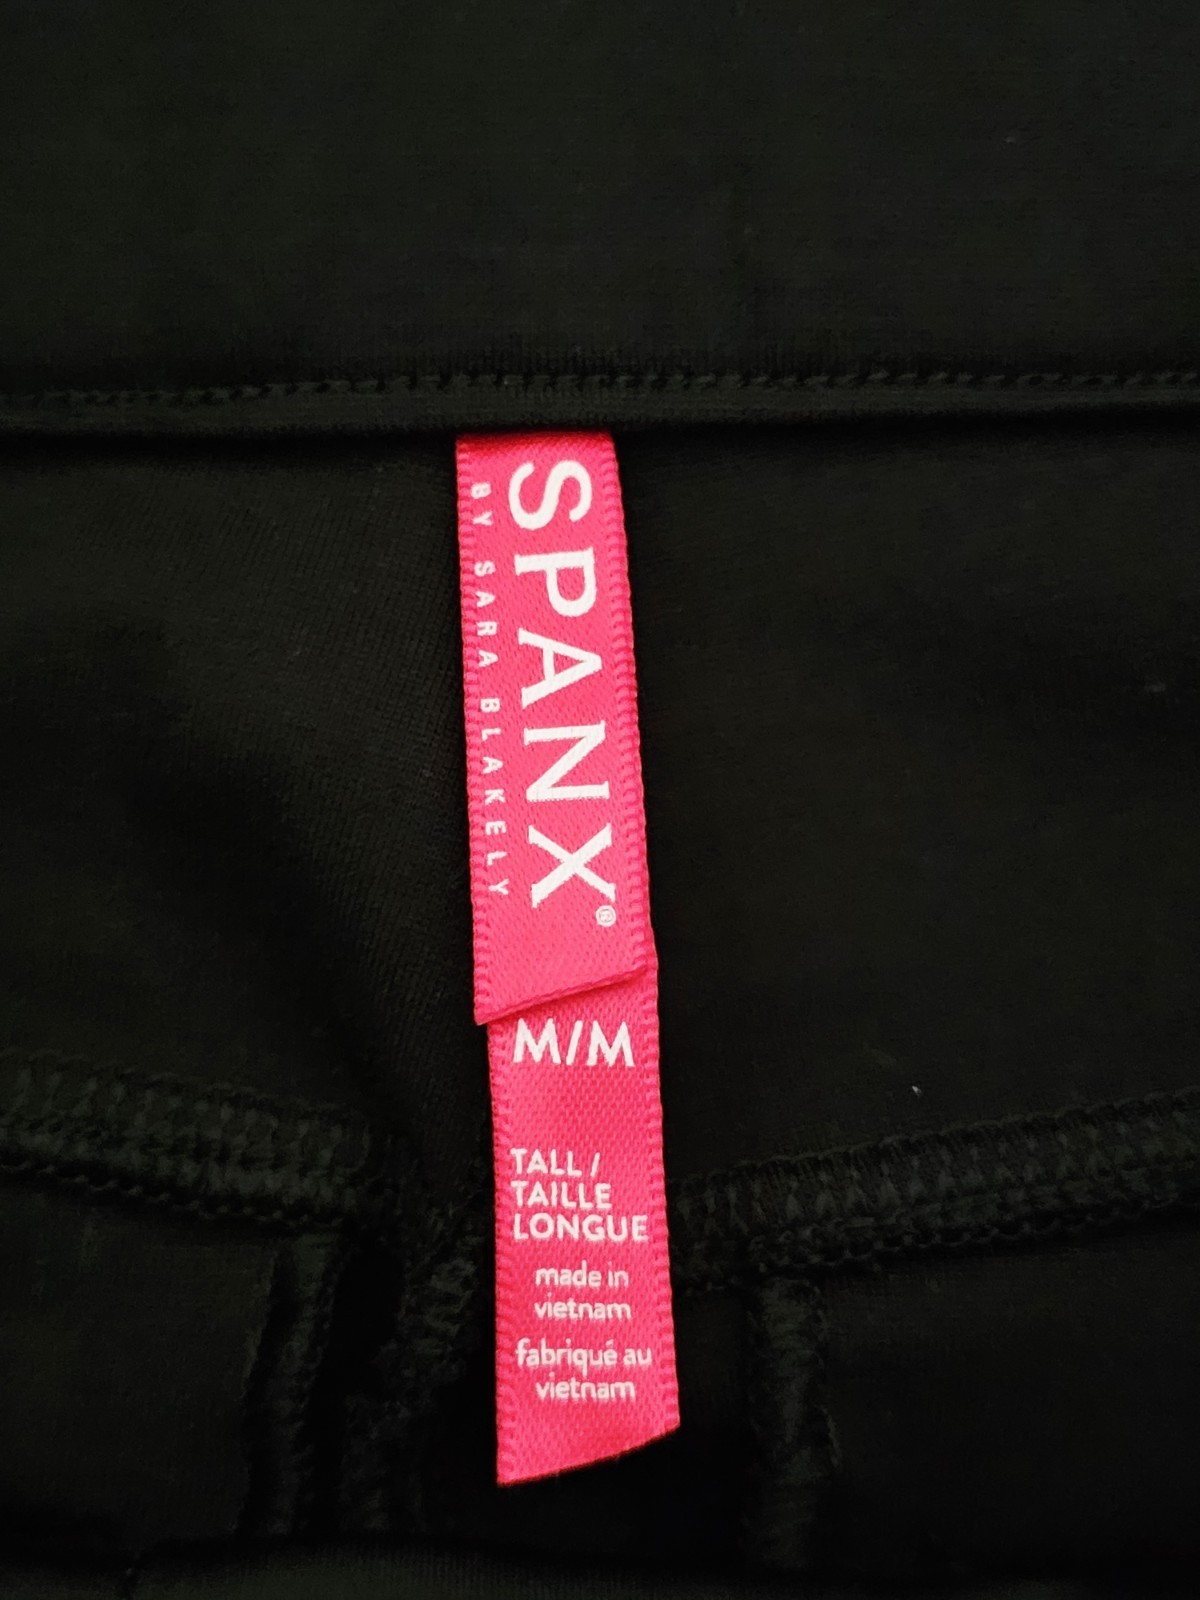 SPANX®
BY SARA BLAKELY
M/M
TALL /
TAILLE
LONGUE
made in
vietnam
fabriqué au
vietnam